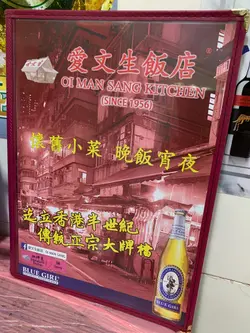 愛文生飯店
OI MAN SANG KITCHEN
(SINCE 1956)
懷舊小菜 晚飯宵夜
屹立香港半世紀
傳統正宗大牌檔
BLUE GIRL
BLUE GIRL